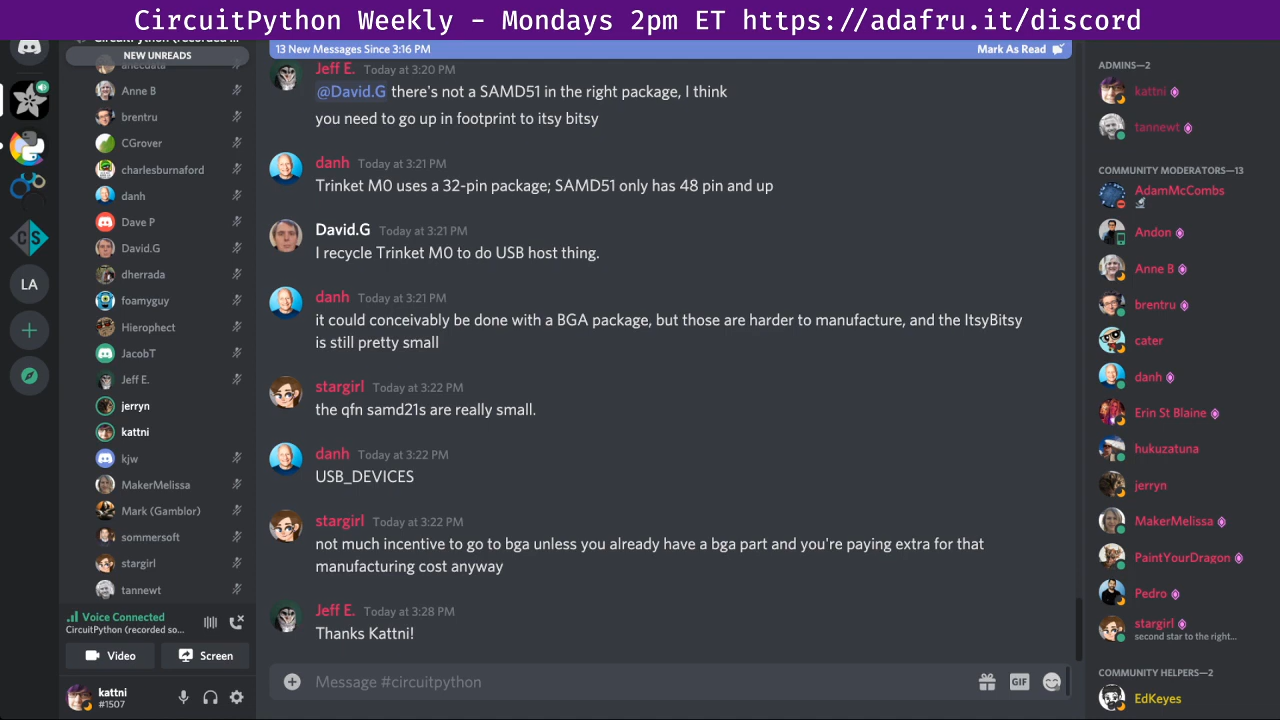 CircuitPython Weekly - Mondays 2pm ET https://adafru.it/discord
NEW UNREADS
Anne B
brentru
CGrover
charlesburnaford
danh
Dave P
David.G
dherrada
foamyguy
Hierophect
JacobT
Jeff E.
jerryn
kattni
kjw
MakerMelissa
Mark (Gamblor)
sommersoft
stargirl
tannewt
Voice Connected
CircuitPython (recorded so...
Video
Screen
kattni
#1507
CS
LA
13 New Messages Since 3:16 PM
Mark As Read
Jeff E. Today at 3:20 PM
@David.G there's not a SAMD51 in the right package, I think
you need to go up in footprint to itsy bitsy
danh Today at 3:21 PM
Trinket M0 uses a 32-pin package; SAMD51 only has 48 pin and up
David.G Today at 3:21 PM
I recycle Trinket M0 to do USB host thing.
danh Today at 3:21 PM
it could conceivably be done with a BGA package, but those are harder to manufacture, and the ItsyBitsy
is still pretty small
stargirl Today at 3:22 PM
the qfn samd21s are really small.
danh Today at 3:22 PM
USB_DEVICES
stargirl Today at 3:22 PM
not much incentive to go to bga unless you already have a bga part and you're paying extra for that
manufacturing cost anyway
Jeff E. Today at 3:28 PM
Thanks Kattni!
Message #circuitpython
GIF
ADMINS—2
kattni
tannewt
COMMUNITY MODERATORS—13
AdamMcCombs
Andon
Anne B
brentru
cater
danh
Erin St Blaine
hukuzatuna
jerryn
MakerMelissa
PaintYourDragon
Pedro
stargirl
second star to the right...
COMMUNITY HELPERS—2
EdKeyes